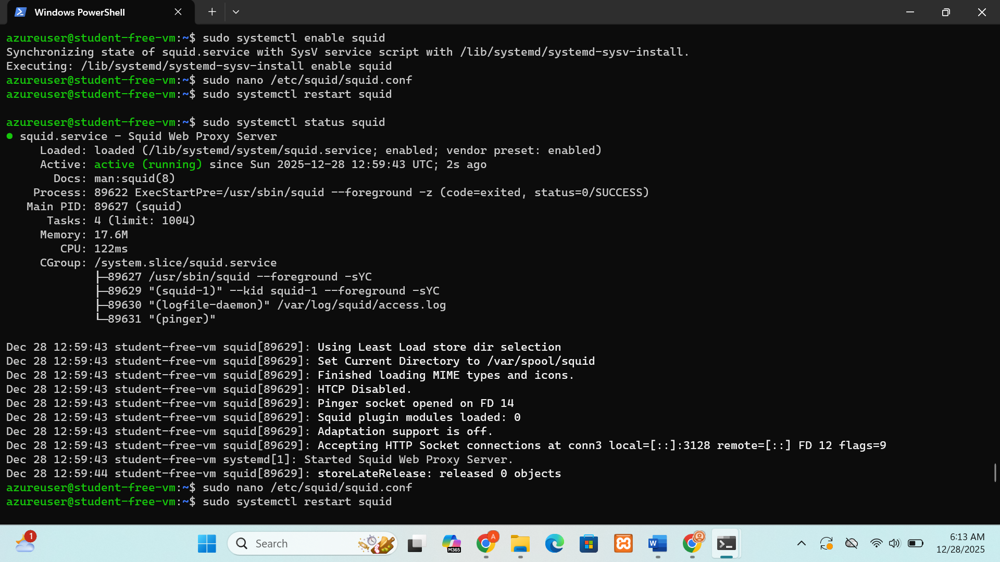 Windows PowerShell
azureuser@student-free-vm:~$ sudo systemctl enable squid
Synchronizing state of squid.service with SysV service script with /lib/systemd/systemd-sysv-install.
Executing: /lib/systemd/systemd-sysv-install enable squid
azureuser@student-free-vm:~$ sudo nano /etc/squid/squid.conf
azureuser@student-free-vm:~$ sudo systemctl restart squid
azureuser@student-free-vm:~$ sudo systemctl status squid
● squid.service - Squid Web Proxy Server
Loaded: loaded (/lib/systemd/system/squid.service; enabled; vendor preset: enabled)
Active: active (running) since Sun 2025-12-28 12:59:43 UTC; 2s ago
Docs: man:squid(8)
Process: 89622 ExecStartPre=/usr/sbin/squid --foreground -z (code=exited, status=0/SUCCESS)
Main PID: 89627 (squid)
Tasks: 4 (limit: 1004)
Memory: 17.6M
CPU: 122ms
CGroup: /system.slice/squid.service
├─89627 /usr/sbin/squid --foreground -sYC
├─89629 "(squid-1)" --kid squid-1 --foreground -sYC
├─89630 "(logfile-daemon)" /var/log/squid/access.log
└─89631 "(pinger)"
Dec 28 12:59:43 student-free-vm squid[89629]: Using Least Load store dir selection
Dec 28 12:59:43 student-free-vm squid[89629]: Set Current Directory to /var/spool/squid
Dec 28 12:59:43 student-free-vm squid[89629]: Finished loading MIME types and icons.
Dec 28 12:59:43 student-free-vm squid[89629]: HTCP Disabled.
Dec 28 12:59:43 student-free-vm squid[89629]: Pinger socket opened on FD 14
Dec 28 12:59:43 student-free-vm squid[89629]: Squid plugin modules loaded: 0
Dec 28 12:59:43 student-free-vm squid[89629]: Adaptation support is off.
Dec 28 12:59:43 student-free-vm squid[89629]: Accepting HTTP Socket connections at conn3 local=[::]:3128 remote=[::] FD 12 flags=9
Dec 28 12:59:43 student-free-vm systemd[1]: Started Squid Web Proxy Server.
Dec 28 12:59:44 student-free-vm squid[89629]: storeLateRelease: released 0 objects
azureuser@student-free-vm:~$ sudo nano /etc/squid/squid.conf
azureuser@student-free-vm:~$ sudo systemctl restart squid
1
Search
M365
A
W
6:13 AM
12/28/2025